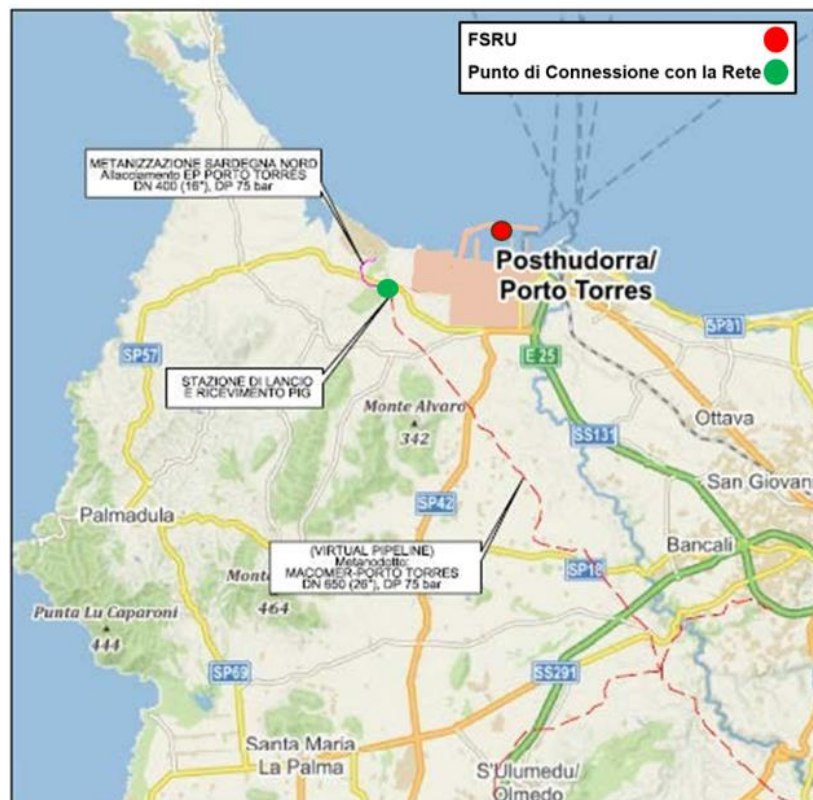 FSRU
Punto di Connessione con la Rete
METANIZZAZIONE SARDEGNA NORD
Allacciamento EP PORTO TORRES
DN 400 (16"), DP 75 bar
Posthudorra/
Porto Torres
SP81
SP57
E 25
STAZIONE DI LANCIO
E RICEVIMENTO PIG
Monte Alvaro
342
Ottava
SS131
San Giovani
SP42
Palmadula
Bancali
(VIRTUAL PIPELINE)
Metanodotto:
MACOMER-PORTO TORRES
DN 650 (26"), DP 75 bar
SP18
Mont
464
Punta Lu Caparoni
444
SP69
SS291
Santa Maria
La Palma
S'Ulumedu/
Olmedo